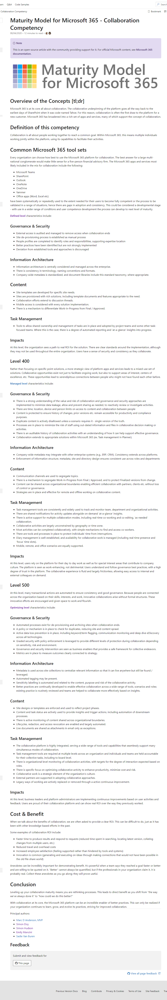 arn Q&A Code Samples Search
Collaboration Competency Bookmark
Maturity Model for Microsoft 365 - Collaboration
Competency
08/04/2020 • 12 minutes to read •
Note
This is an open-source article with the community providing support for it. For official Microsoft content, see Microsoft 365
documentation.
Maturity Model
for Microsoft 365
Overview of the Concepts [tl;dr]
Microsoft 365 is at its core all about collaboration. The collaborative underpinning of the platform goes all the way back to the
earliest days of SharePoint when it was code-named Tahoe. For this reason, collaboration is often the first draw to the platform for a
new customer. Microsoft 365 has broadened into a rich set of apps and services, many of which support the concept of collaboration.
Definition of this competency
Collaboration is all about people working together to reach a common goal. Within Microsoft 365, this means multiple individuals
working jointly within the platform, using its capabilities to facilitate their activities.
Common Microsoft 365 tool sets
Every organization can choose how best to use the Microsoft 365 platform for collaboration. The best answer for a large multi-
national conglomerate would make little sense for a five-person financial advisory firm. The Microsoft 365 apps and services most
likely included in the mix for collaboration include the following:
• Microsoft Teams
• SharePoint
• Outlook
• OneNote
• OneDrive
• Yammer
• Office apps (Word, Excel etc)
have been systematically or repeatedly used to the extent needed for their users to become fully competent or the process to be
validated in a range of situations, hence there are gaps in adoption and consistency. This could be considered a developmental stage
- with use in a wider range of conditions and user competence development the process can develop to next level of maturity.
Defined level characteristics include:
Governance & Security
• External access is audited and managed to remove access when collaboration ends
• Site de-provisioning process is established as manual process
• People profiles are completed to identify roles and responsibilities, supporting expertise location
• Better practices have been identified but are not strongly implemented
• Deviation from established tools and approaches is discouraged
Information Architecture
• Information architecture is centrally considered and managed across the enterprise.
• There is consistency in terminology, naming conventions and formats.
• Company-wide metadata is standardized, and document libraries include this standard taxonomy, where appropriate.
Content
• Site templates are developed for specific site needs.
• Sites are provisioned with rich solutions, including template documents and features appropriate to the need.
• Collaboration efforts extend to discussion threads.
• Mobile access is considered with every solution implementation.
• There is a mechanism to differentiate Work-in-Progress from Final / Approved.
Task Management
• Tools to allow shared ownership and management of tasks are in place and adopted by project teams and some other task-
focused teams. Where this is the case, there is a degree of automated reporting and 'at-a-glance' insights into progress.
Impacts
At this level, the organization sees a path to real ROI for the solution. There are clear standards around the implementation, although
they may not be used throughout the entire organization. Users have a sense of security and consistency as they collaborate.
Level 400
Rather than focusing on specific point solutions, a more strategic view of platform apps and services leads to a mixed-use set of
solutions. Collaborative opportunities exist not just to facilitate ongoing work, but also to support areas of interest, centers of
excellence, etc. These opportunities lead to serendipitous connections between people who might not have found each other before.
Managed level characteristics include:
Governance & Security
• There is a strong understanding of the value and risk of collaboration and governance and security approaches are
implemented to minimize data leakage, allow and prevent sharing as needed, to reactively review or investigate activities.
• There are time, location, device and person limits on access to content and collaboration between people
• Content is protected to ensure history of changes, prior versions etc. remain accessible for productivity and compliance
purposes.
• Duplicate content is actively disallowed unless a scenario requires it - single version of the truth.
• Processes are in place to minimize the risk of staff using out-dated information and files in collaborative decision making or
activities.
• There is an auditable history of collaboration activities with an understanding of how it can help support effective governance.
• Collaboration extends to appropriate solutions within Microsoft 365 (ex. Task management in Planner).
Information Architecture
• Company-wide metadata may integrate with other enterprise systems (e.g., ERP, CRM). Consistency extends across platforms.
• Enforcement of information structure, metadata, site and directory design ensures consistent use across roles and departments
Content
• Communication channels are used to segregate topics.
• There is a mechanism to segregate Work-in-Progress from Final / Approved, and to protect Finalized versions from change.
• Content can be shared across organizational boundaries enabling efficient collaboration with partners, clients etc. without loss
of control or governance.
• Strategies are in place and effective for remote and offline working on collaborative content.
Task Management
• Task management tools are consistently and widely used to track and monitor team, department and organizational activities.
• There are shared notifications for activity updates alongside on-demand 'at-a-glance' insights.
• There is active support for multiple collaboration modes, including real-time co-working and co-editing, 'as-needed'
collaboration.
• Collaborative activities are largely unconstrained by geography or time zone.
• Most activities can be completed collaboratively, with simple mechanisms to find and access co-workers.
• There are tools and processes in place to protect individuals' time from interruptions.
• Diary management is well-established, and availability for collaborative work is managed (including real-time presence and
'focus' time slots).
• Mobile, remote, and office scenarios are equally supported.
Impacts
At this level, users rely on the platform for their day to day work as well as for special interest areas that contribute to company
culture. The platform is seen as work-enhancing, not detrimental. Users understand and follow governance best practices, with a high
degree of trust in the platform. The collaborative experience is fluid and largely frictionless, allowing easy access to internal and
external colleagues on demand.
Level 500
At this level, many transactional actions are automated to ensure consistency and good governance. Because people are connected
across the organization based on their skills, interests, and work, innovative collaborations arise without formal structures. These
innovative efforts are encouraged and given space to work and flourish.
Optimizing level characteristics include:
Governance & Security
• Automated processes exist for de-provisioning and archiving sites when collaboration ends.
• A policy or mechanism is in place to check for duplicates, reducing site and content sprawl.
• Active data loss prevention is in place, including keyword/term flagging, communication monitoring and deep dive eDiscovery
across all technologies.
• Graded security with policy enforcement is leveraged to provide different levels of protection during collaboration depending
on sensitivity, risk and environment.
• Governance and security intervention are seen as business enablers that provides a safe framework for collective endeavors.
• Metrics are in place to measure outcomes clearly connected to strategy.
Information Architecture
• Metadata is used across site collections to centralize relevant information so that it can live anywhere but still be found /
leveraged.
• Automated tagging may be present.
• Sensitivity labelling is automated and related to the content, purpose and risk of the collaborative activity.
• Better practices are continually developed to enable effective collaboration across a wide range of tools, scenarios and roles;
existing practice is routinely reviewed and teams are helped to collaborate more effectively based on insights.
Content
• Site designs or templates are enforced and used to reflect project phases.
• Content and task status are actively used to provide insights and trigger actions, including automation of downstream
processes.
• There is active monitoring of content shared across organizational boundaries.
• Lifecycles, redaction, and access revocation are enabled and largely automated.
• Live documents are shared as attachments in email only as exceptions.
Task Management
• The collaborative platform is highly integrated, serving a wide range of tools and capabilities that seamlessly support many
simultaneous modes of collaboration.
• Task management tools are required at multiple levels across an organization and individuals and teams are held accountable
for their collective tasks, including to board level.
• There is organizational level monitoring of collaboration activities, with targets for the degree of interaction expected based on
roles.
• There is specific focus on optimizing collaborative activity to enhance productivity, minimize cost and risk.
• Collaborative work is a strategic element of the organization's culture.
• External partners are supported in adopting collaborative approaches.
• Legacy ways of working are actively replaced or removed through a active continuous improvement.
Impacts
At this level, business leaders and platform administrators are implementing continuous improvements based on user activities and
feedback. Users are proud of their collaboration platform and can show real ROI over the way they previously worked.
Cost & Benefit
When we talk about the benefits of collaboration, we are often asked to provide a clear ROI. This can be difficult to do, just as it has
been with other knowledge-based efforts in the past.
Some examples of collaboration ROI include:
• Faster time to produce results and respond to requests (reduced time spent in searching, locating latest version, collating
changes from multiple users, etc.)
• Reduced travel and overhead costs
• Increased employee satisfaction (feeling supported rather than hindered by tools and systems)
• Innovation is common (generating and executing on ideas through making connections that would not have been possible in
the old file-share world)
Anecdotes can be incredibly important for demonstrating benefit. It's powerful when a team says they reached a goal faster or better
and are willing to be quoted on it. "Better" cannot always be quantified, but if the professionals in your organization claim it, it is
probably real. Collect these anecdotes as you go along; they will prove useful.
Conclusion
Leveling up your collaboration maturity means you are rethinking processes. This leads to direct benefit as you shift from "the way
we've always done it" to "how could we do this better?"
With collaboration at its core, the Microsoft 365 platform can be an incredible enabler of better practices. This can only be realized if
your organization continues to learn, grow, and evolve its practices, striving for improved collaboration.
Principal authors:
• Marc D Anderson, MVP
• Simon Doy
• Simon Hudson
• Emily Mancini
• Sadie Van Buren
Feedback
Submit and view feedback for
This page
View all page feedback
Previous Version Docs Blog Contribute Privacy & Cookies Terms of Use Site Feedback Tra